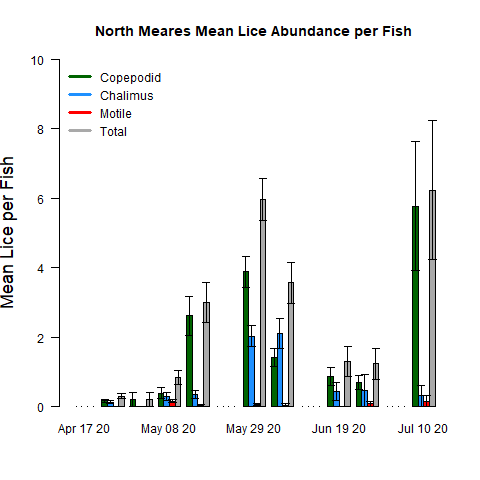 North Meares Mean Lice Abundance per Fish
Mean Lice per Fish
10
8
6
4
2
0
Copepodid
Chalimus
Motile
Total
Apr 17 20 May 08 20 May 29 20 Jun 19 20 Jul 10 20